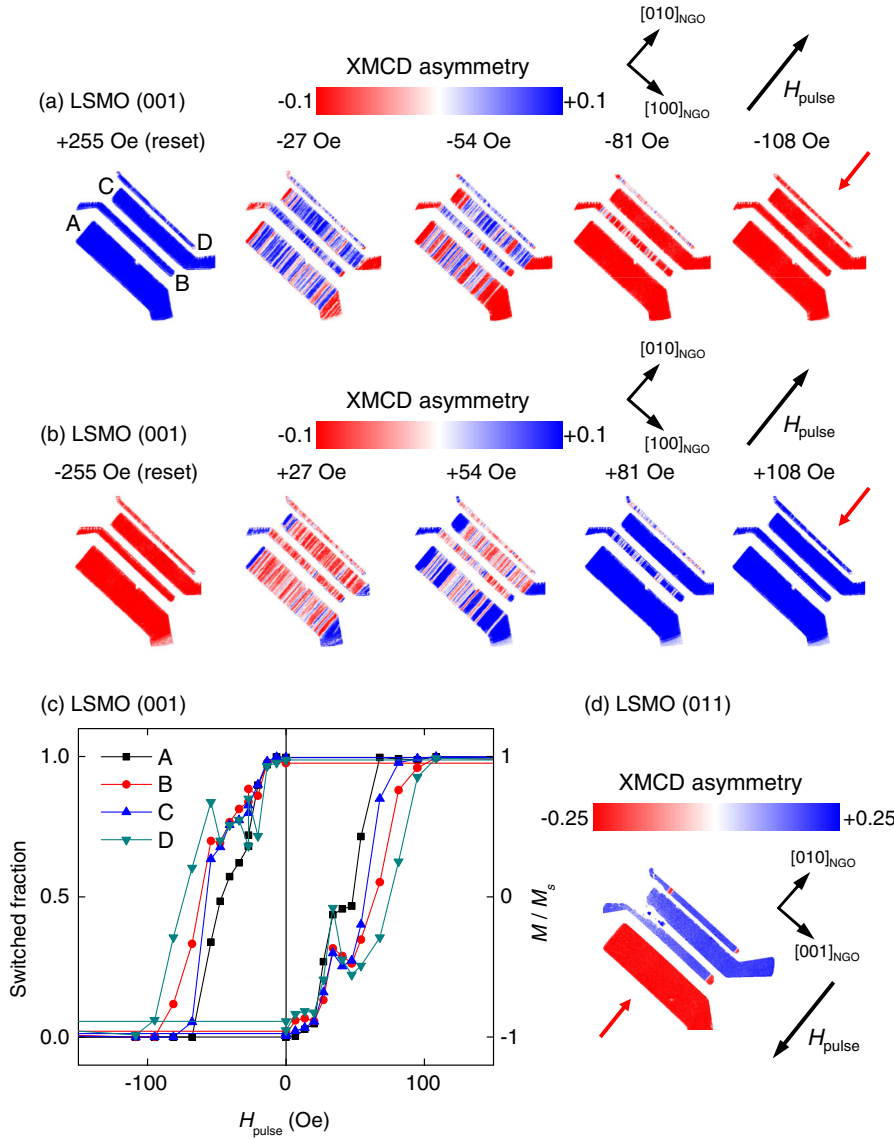 [010]NGO
XMCD asymmetry
(a) LSMO (001)
-0.1
+0.1
[100]NGO
Hpulse
+255 Oe (reset)
-27 Oe
-54 Oe
-81 Oe
-108 Oe
C
A
D
B
[010]NGO
XMCD asymmetry
(b) LSMO (001)
-0.1
+0.1
[100]NGO
Hpulse
-255 Oe (reset)
+27 Oe
+54 Oe
+81 Oe
+108 Oe
(c) LSMO (001)
(d) LSMO (011)
1.0
A
B
C
D
1
0.5
0
0.0
-1
Switched fraction
M / Ms
-100
0
100
Hpulse (Oe)
XMCD asymmetry
-0.25
+0.25
[010]NGO
[001]NGO
Hpulse